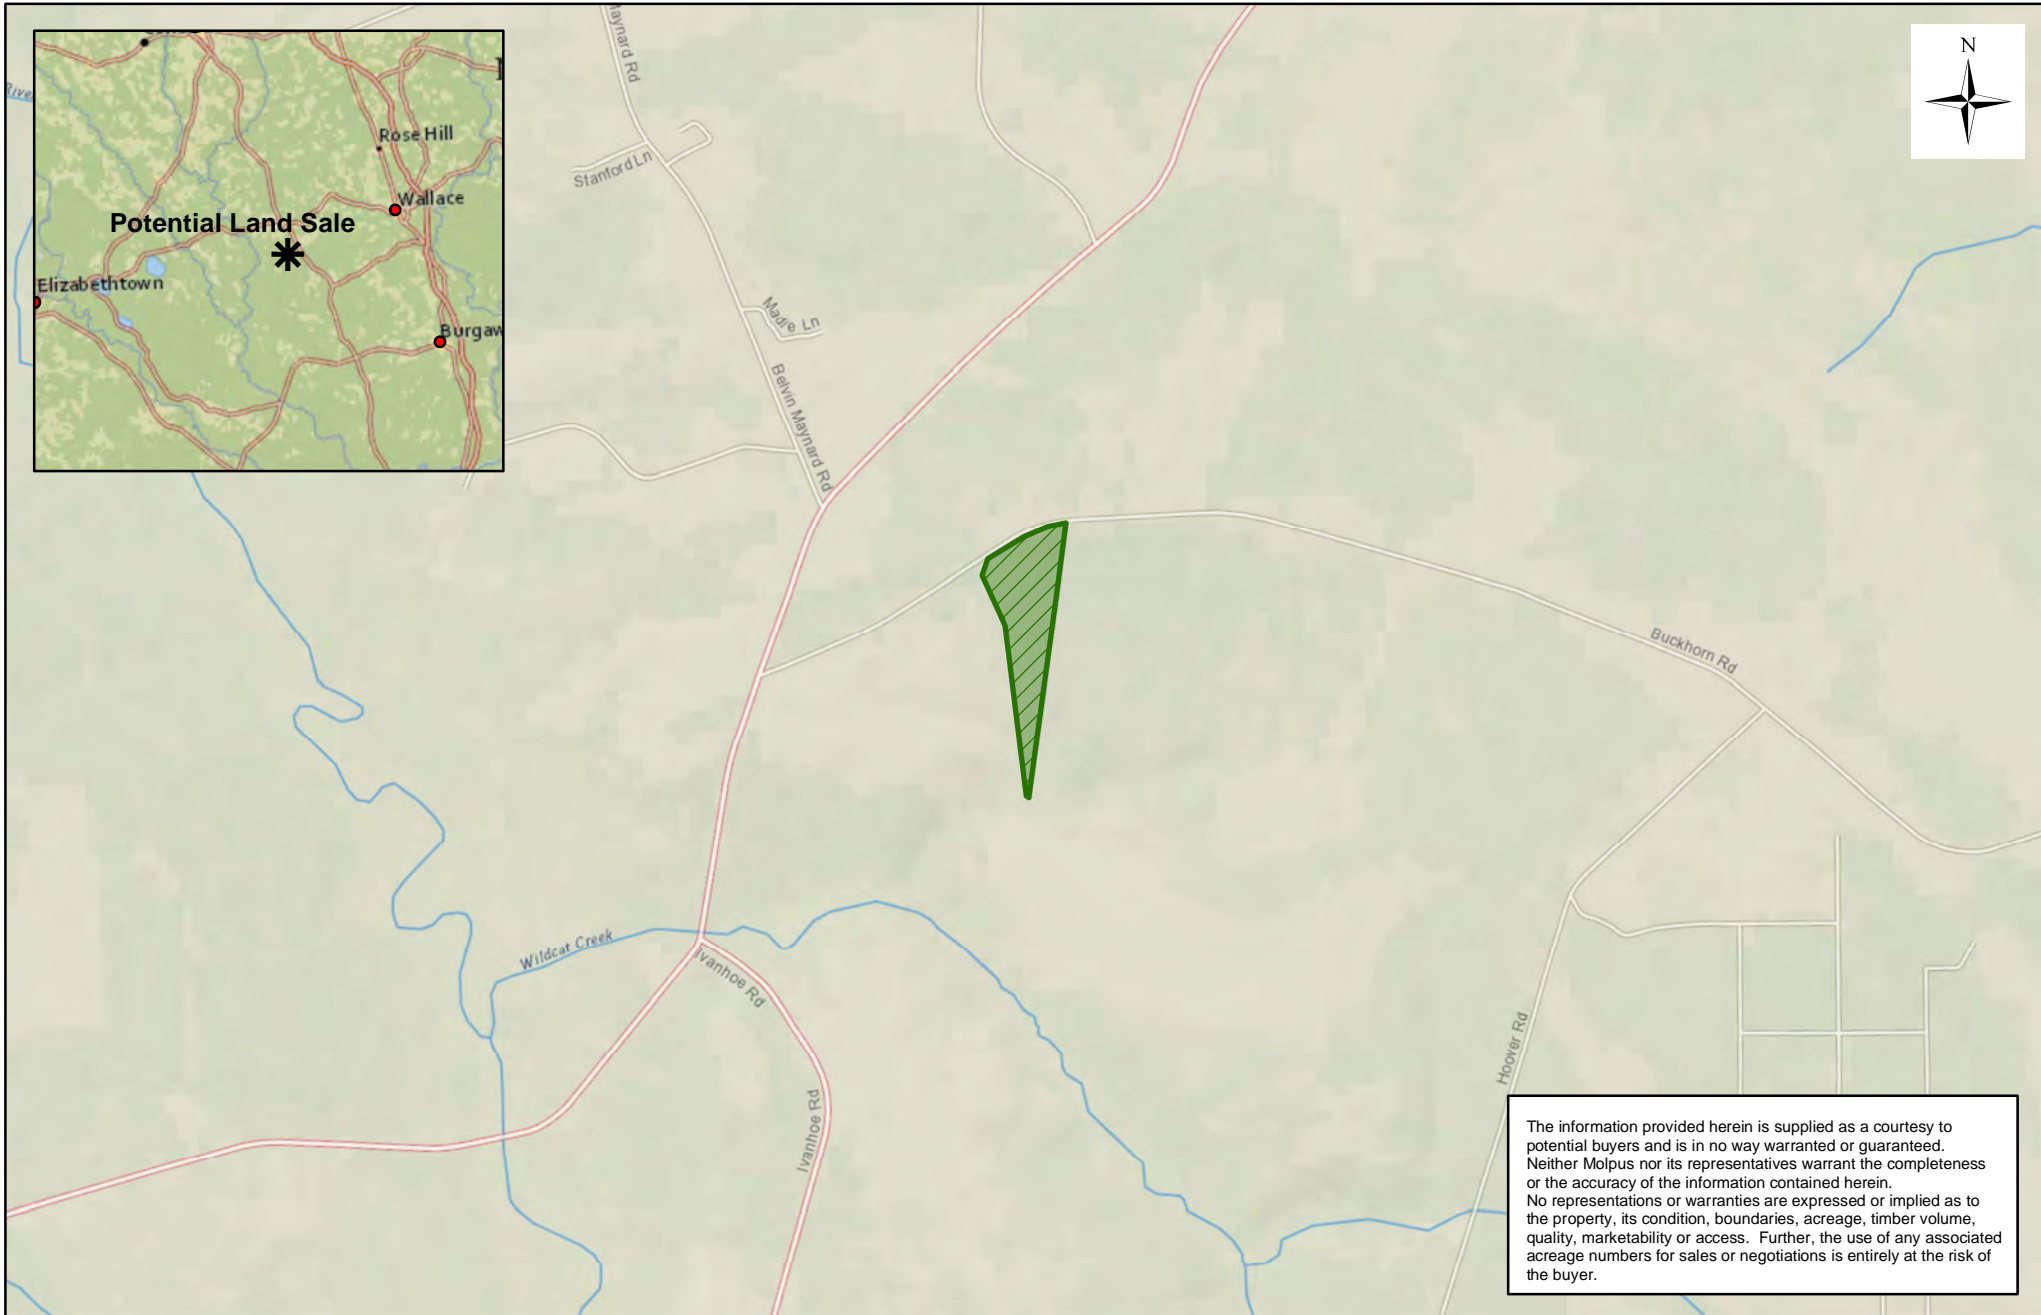 N
Rose Hill
Wallace
Potential Land Sale
Elizabethtown
Burgaw
Maynard Rd
Stanford Ln
Madre Ln
Belvin Maynard Rd
Buckhorn Rd
Wildcat Creek
Ivanhoe Rd
Ivanhoe Rd
Hoover Rd
The information provided herein is supplied as a courtesy to
potential buyers and is in no way warranted or guaranteed.
Neither Molpus nor its representatives warrant the completeness
or the accuracy of the information contained herein.
No representations or warranties are expressed or implied as to
the property, its condition, boundaries, acreage, timber volume,
quality, marketability or access.  Further, the use of any associated
acreage numbers for sales or negotiations is entirely at the risk of
the buyer.